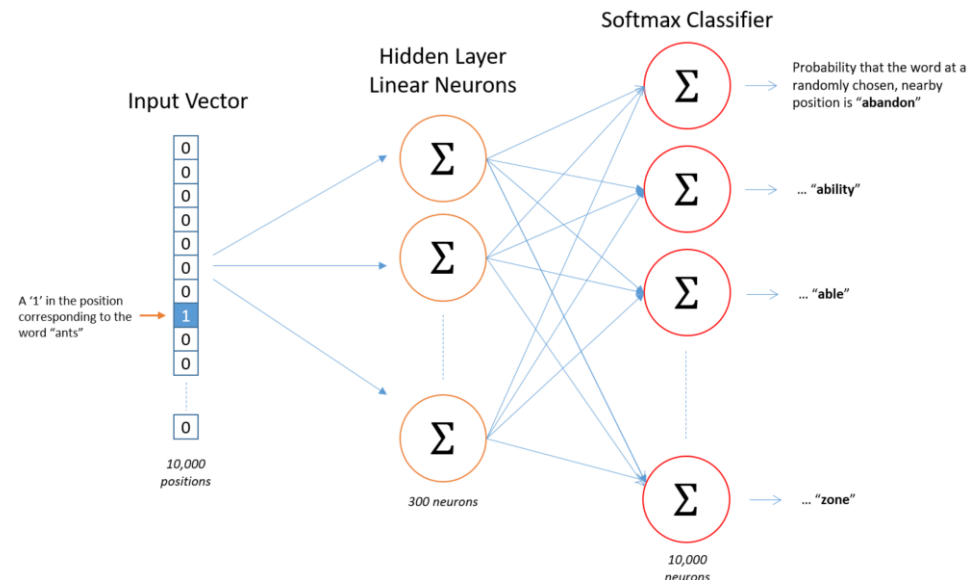 Softmax Classifier
Hidden Layer
Linear Neurons
Input Vector
0
0
0
0
0
0
0
1
0
0
0
A ‘1’ in the position
corresponding to the
word “ants”
10,000
positions
Σ
Σ
Σ
300 neurons
Σ
Σ
Σ
Σ
10,000
neurons
Probability that the word at a
randomly chosen, nearby
position is “abandon”
... “ability”
... “able”
... “zone”